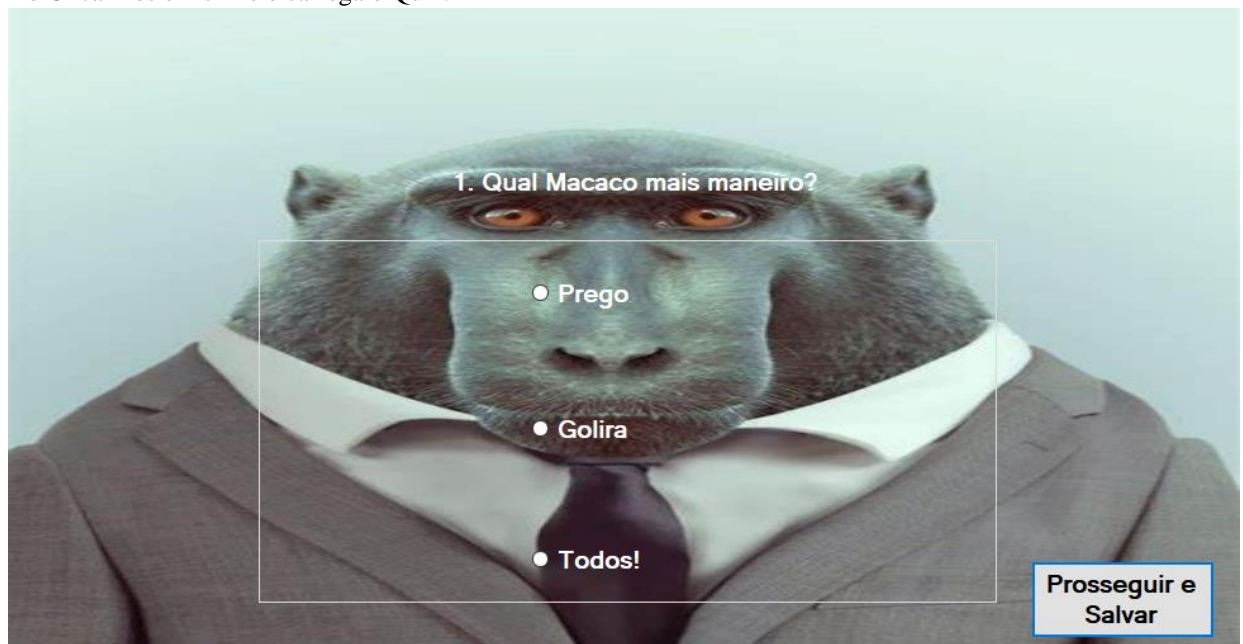 1. Qual Macaco mais maneiro?
Prego
Golira
Todos!
Prosseguir e
Salvar